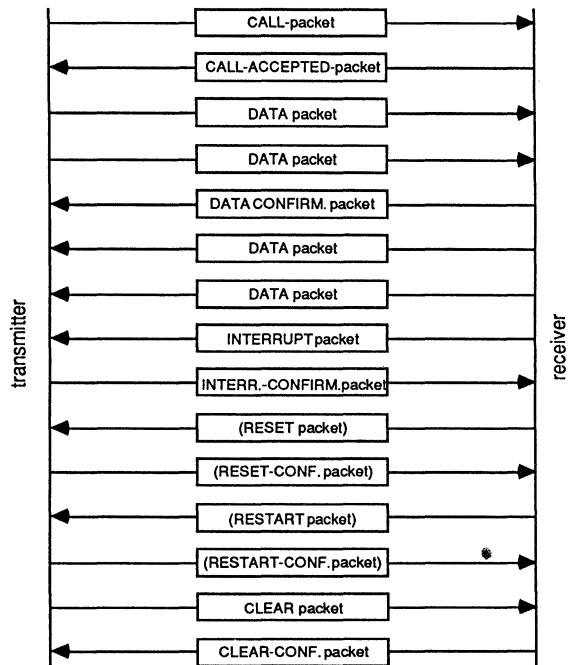 CALL-packet
CALL-ACCEPTED-packet
DATA packet
DATA packet
DATA CONFIRM. packet
DATA packet
DATA packet
INTERRUPT packet
INTERR.-CONFIRM.packet
(RESET packet)
(RESET-CONF. packet)
(RESTART packet)
(RESTART-CONF. packet)
CLEAR packet
CLEAR-CONF. packet
transmitter
receiver